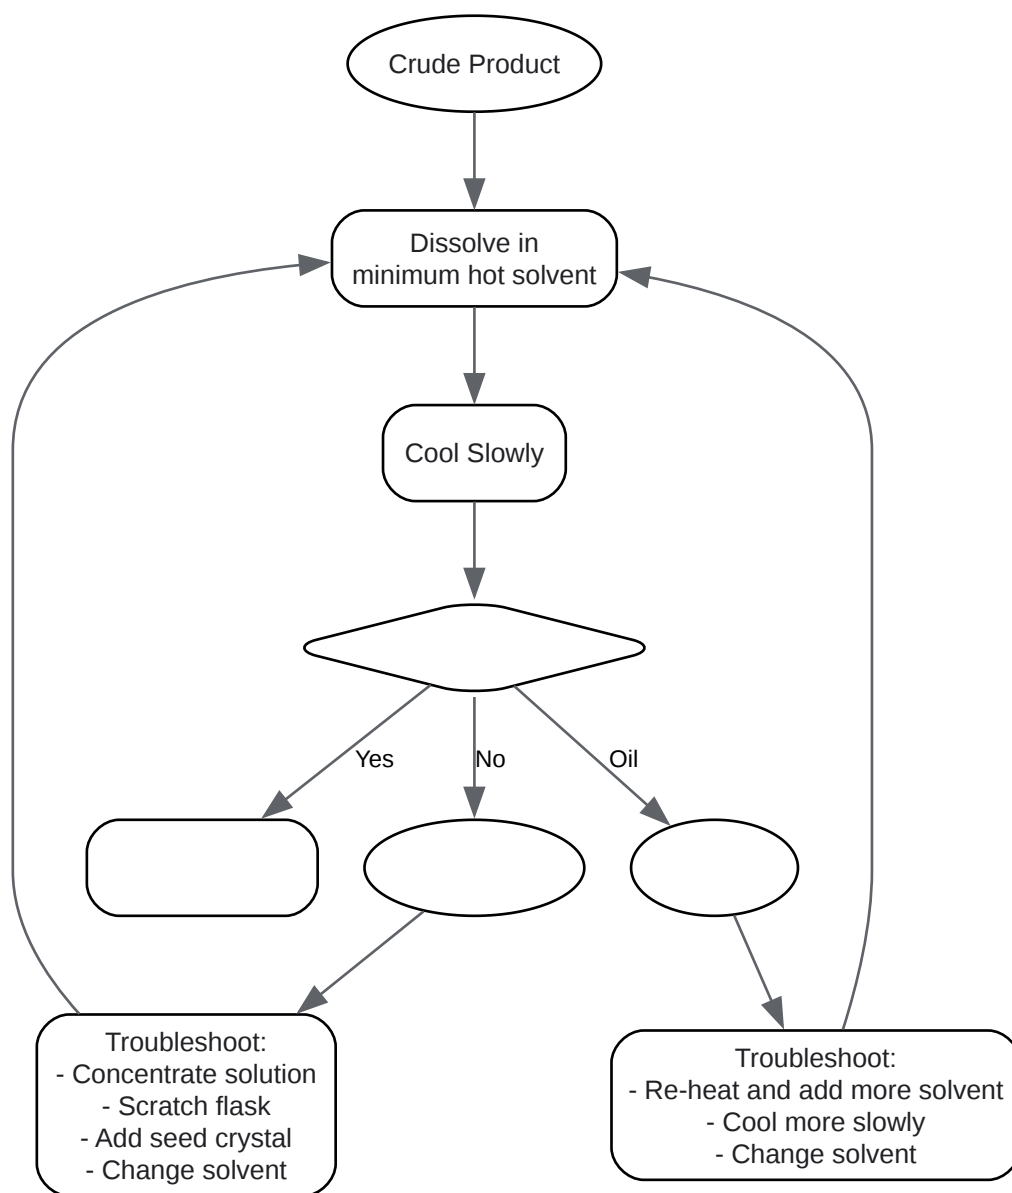 Crude Product
Dissolve in
minimum hot solvent
Cool Slowly
Yes
No
Oil
Troubleshoot:
- Concentrate solution
- Scratch flask
- Add seed crystal
- Change solvent
Troubleshoot:
- Re-heat and add more solvent
- Cool more slowly
- Change solvent